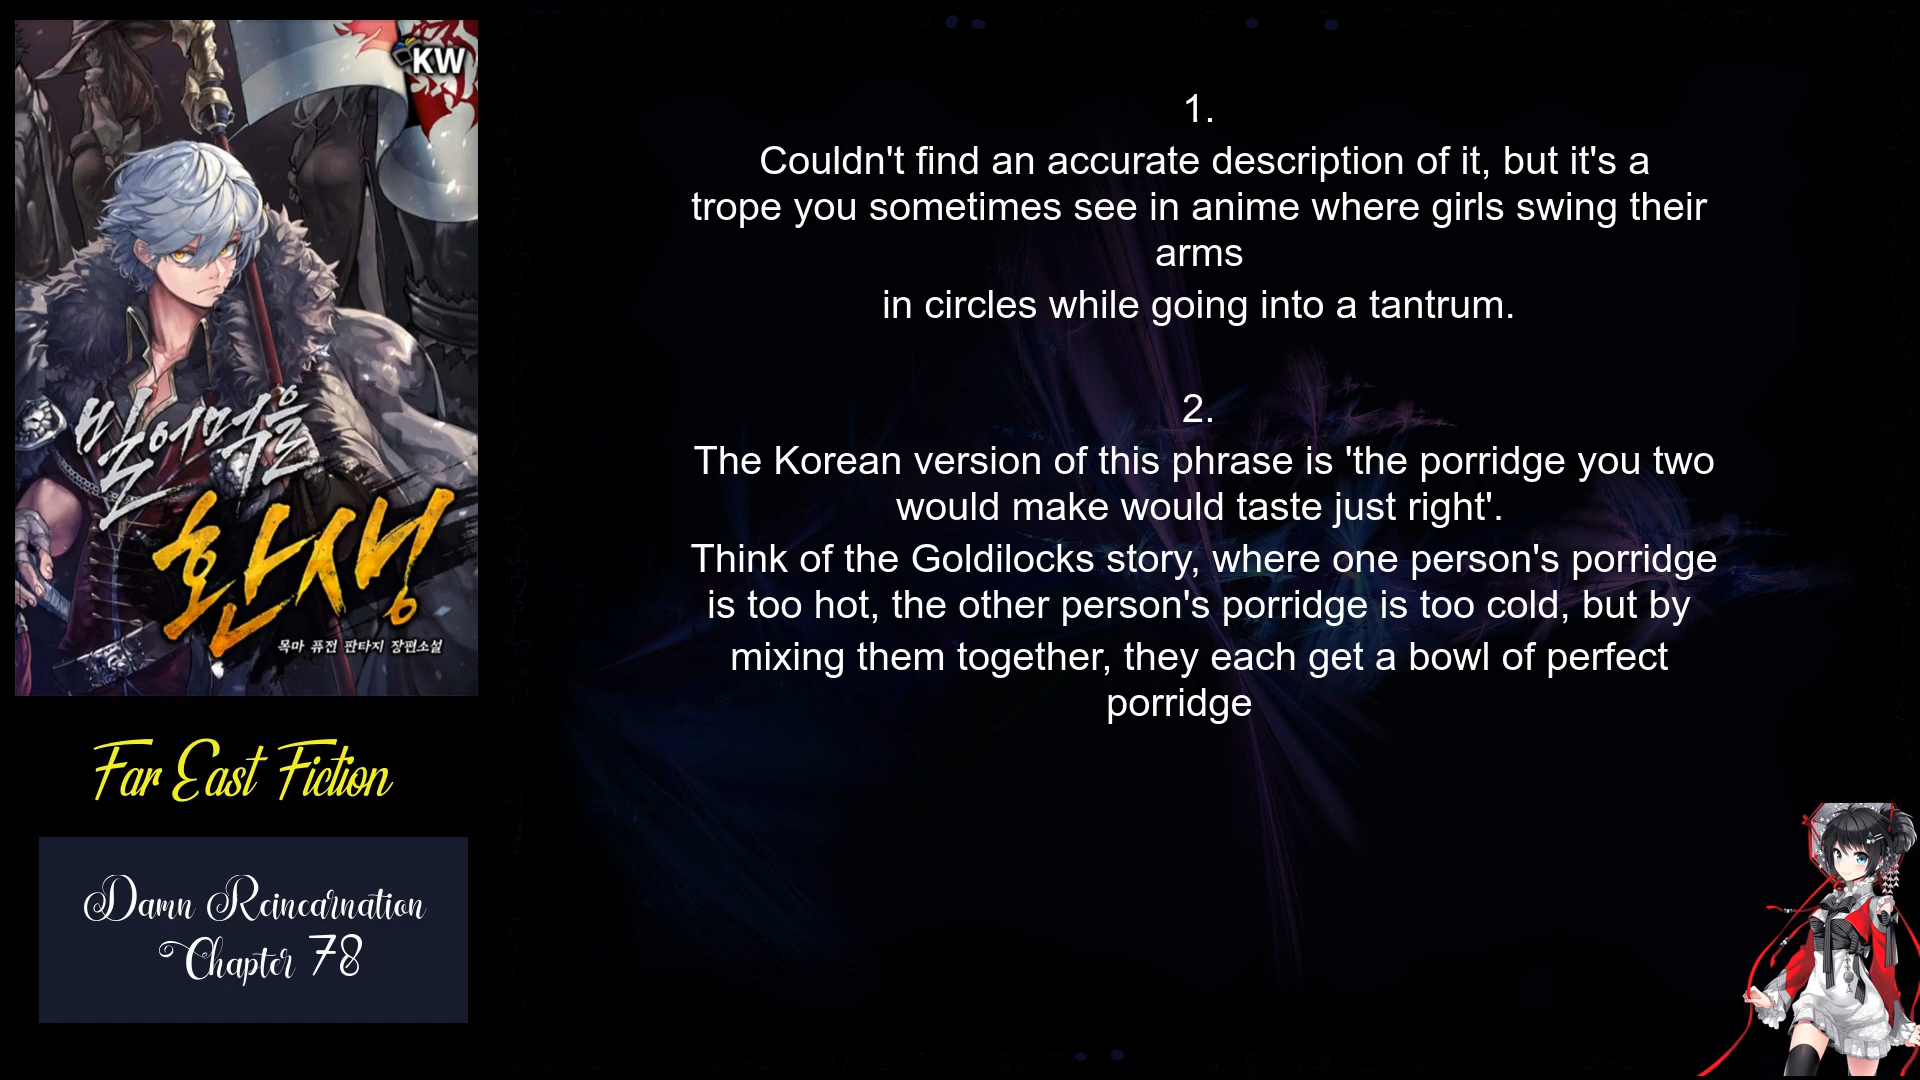 KW
빌어먹을
환생
목마 퓨전 판타지 장편소설
Far East Fiction
Damn Reincarnation
Chapter 78
1.
Couldn't find an accurate description of it, but it's a
trope you sometimes see in anime where girls swing their
arms
in circles while going into a tantrum.
2.
The Korean version of this phrase is 'the porridge you two
would make would taste just right'.
Think of the Goldilocks story, where one person's porridge
is too hot, the other person's porridge is too cold, but by
mixing them together, they each get a bowl of perfect
porridge